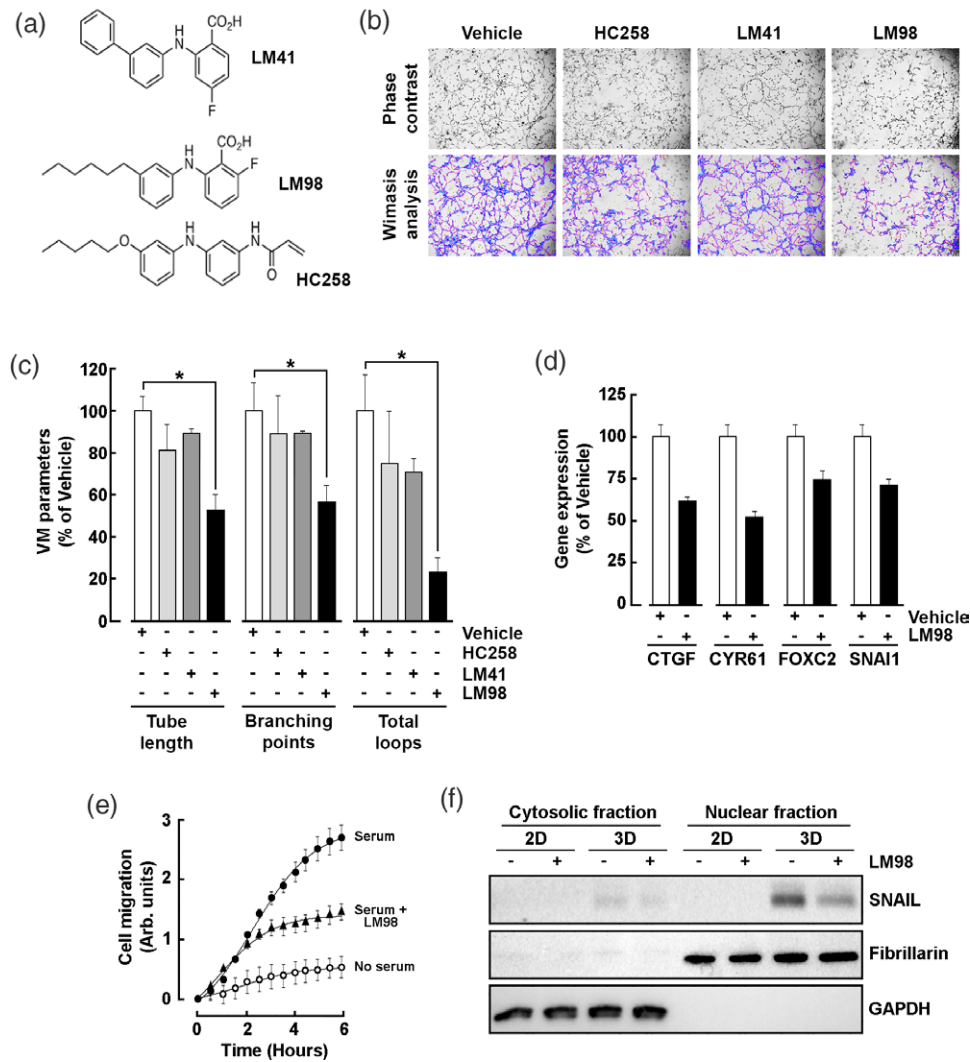 (a)
CO₂H
H
N
LM41
F
CO₂H
H
N
F
LM98
H
N
H
N
O
O
HC258
(b)
Vehicle HC258 LM41 LM98
Phase
contrast
Wimasis
analysis
(c)
VM parameters
(% of Vehicle)
120
100
80
60
40
20
0
* * *
+ - - - + - - - + - - - Vehicle
- + - - - + - - - + - - HC258
- - + - - - + - - - + - LM41
- - - + - - - + - - - + LM98
Tube
length
Branching
points
Total
loops
(d)
Gene expression
(% of Vehicle)
125
100
75
50
25
0
+ - + - + - + - Vehicle
- + - + - + - + LM98
CTGF CYR61 FOXC2 SNAI1
(e)
Cell migration
(Arb. units)
3
2
1
0
Serum
Serum +
LM98
No serum
0 2 4 6
Time (Hours)
(f)
Cytosolic fraction Nuclear fraction
2D 3D 2D 3D
- + - + - + - + LM98
SNAIL
Fibrillarin
GAPDH